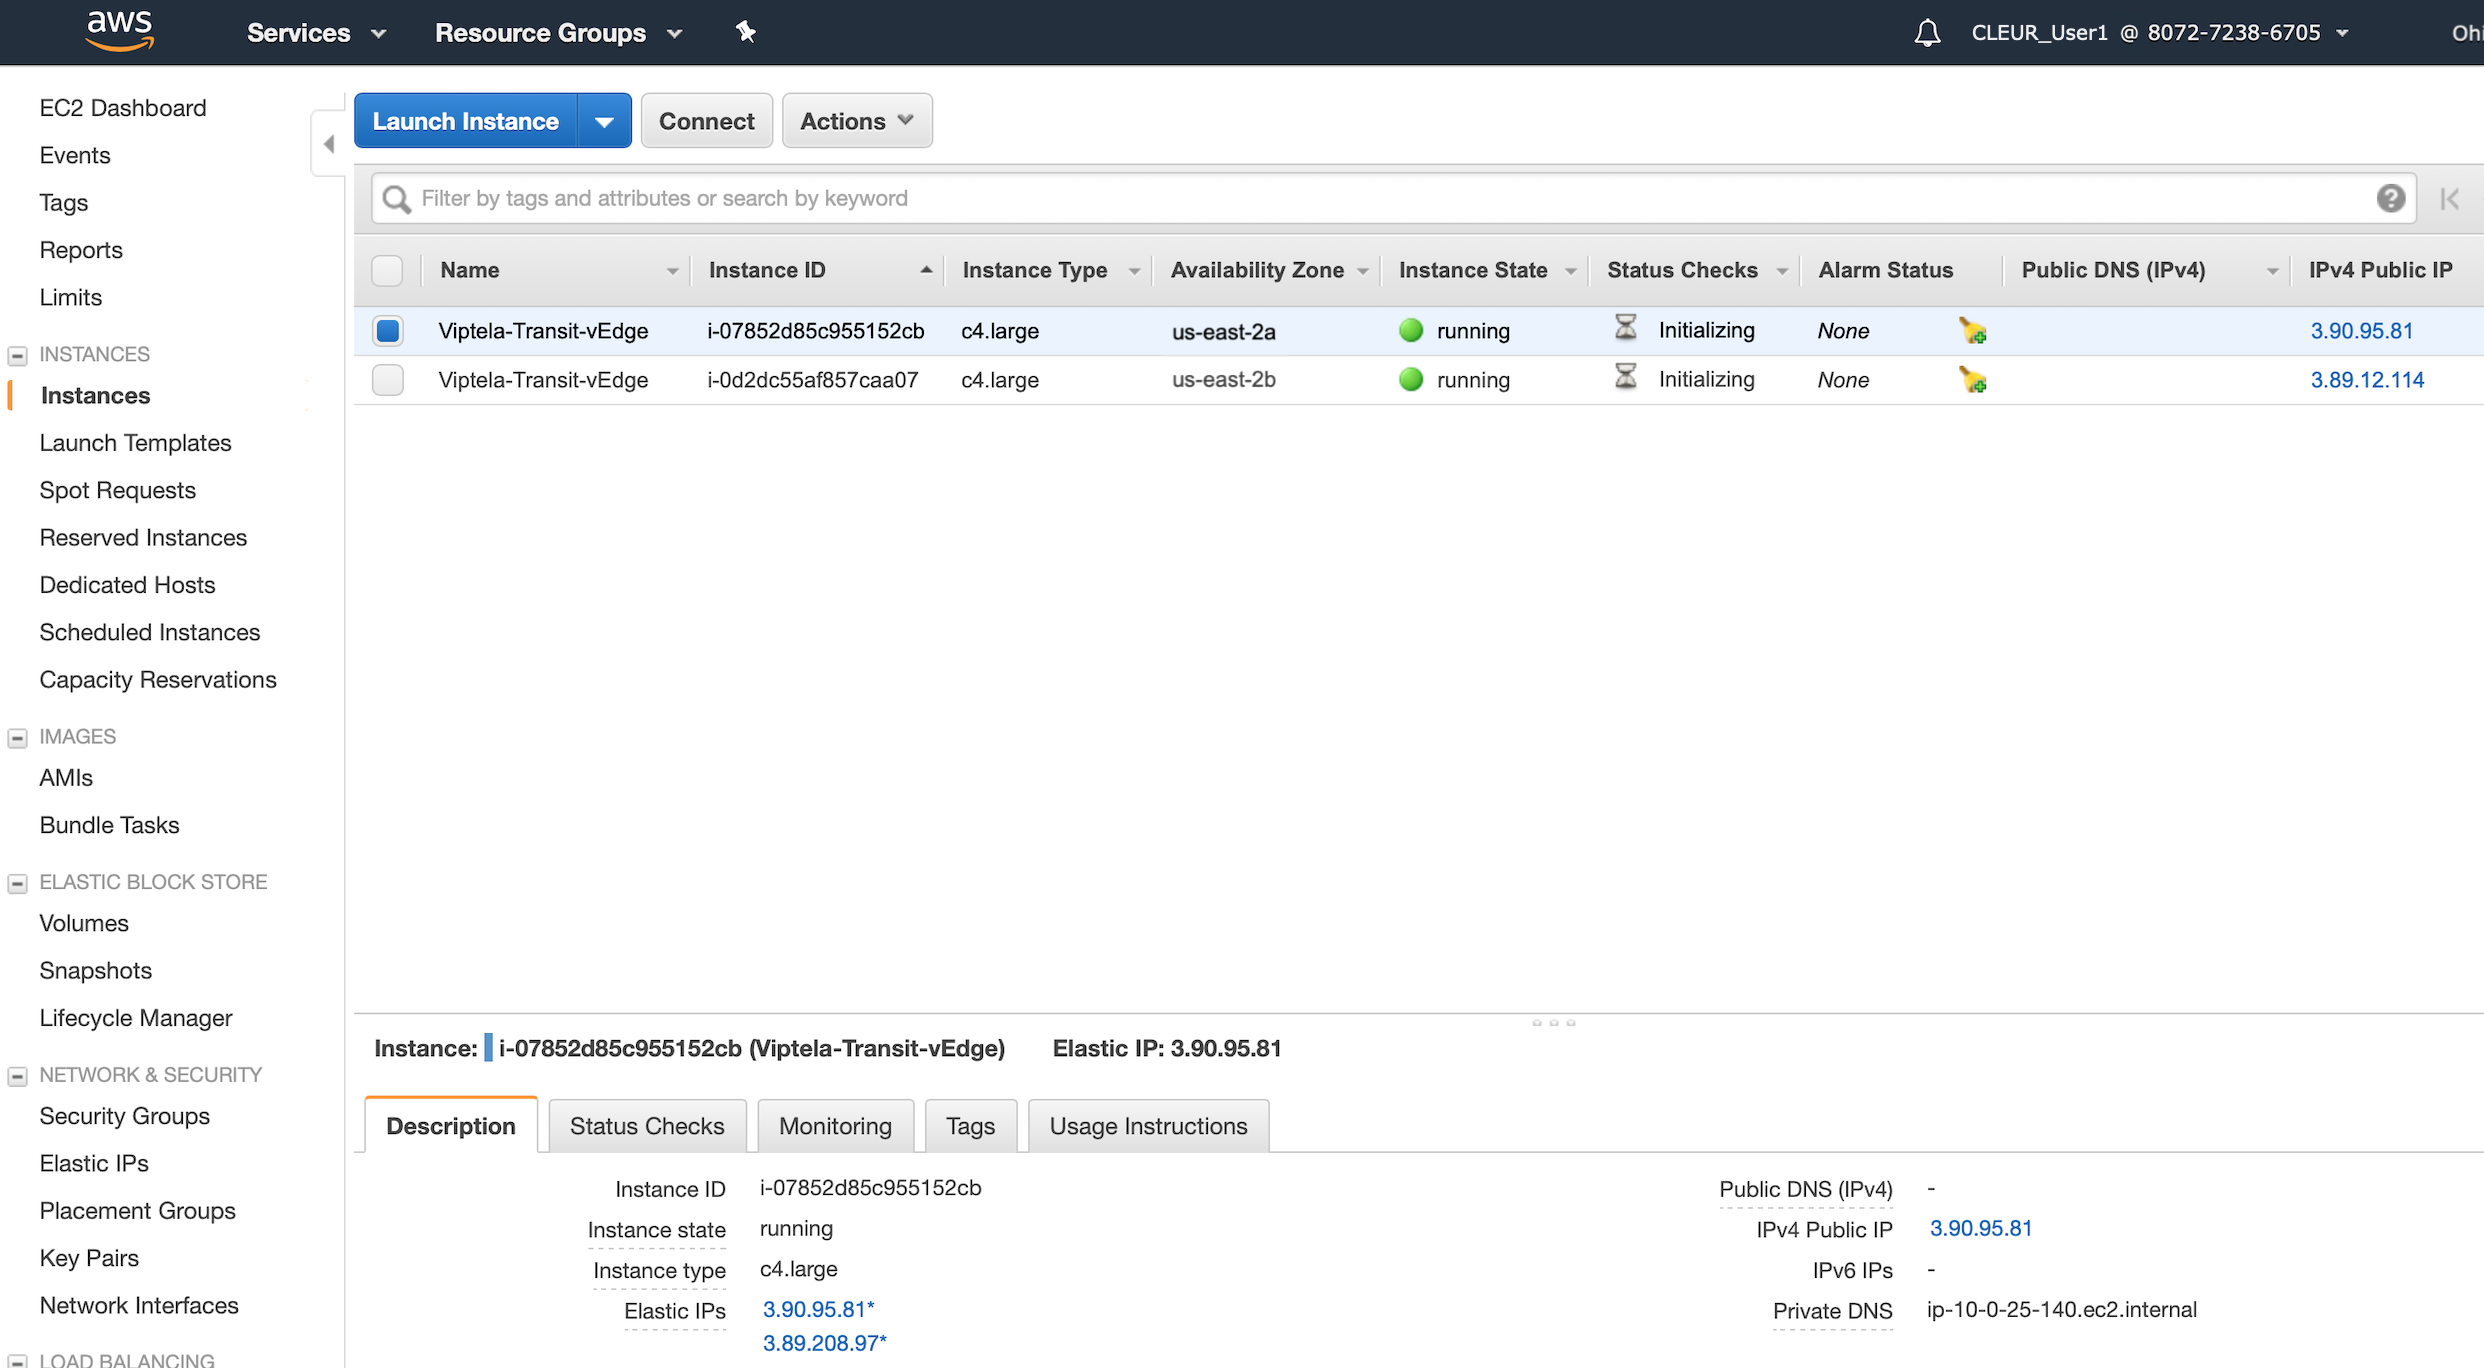 aws Services Resource Groups CLEUR_User1 @ 8072-7238-6705 Ohi
EC2 Dashboard
Events
Tags
Reports
Limits
INSTANCES
Instances
Launch Templates
Spot Requests
Reserved Instances
Dedicated Hosts
Scheduled Instances
Capacity Reservations
IMAGES
AMIs
Bundle Tasks
ELASTIC BLOCK STORE
Volumes
Snapshots
Lifecycle Manager
NETWORK & SECURITY
Security Groups
Elastic IPs
Placement Groups
Key Pairs
Network Interfaces
LOAD BALANCING
Launch Instance Connect Actions
Filter by tags and attributes or search by keyword
Name Instance ID Instance Type Availability Zone Instance State Status Checks Alarm Status Public DNS (IPv4) IPv4 Public IP
Viptela-Transit-vEdge i-07852d85c955152cb c4.large us-east-2a running Initializing None 3.90.95.81
Viptela-Transit-vEdge i-0d2dc55af857caa07 c4.large us-east-2b running Initializing None 3.89.12.114
Instance: i-07852d85c955152cb (Viptela-Transit-vEdge) Elastic IP: 3.90.95.81
Description Status Checks Monitoring Tags Usage Instructions
Instance ID i-07852d85c955152cb
Instance state running
Instance type c4.large
Elastic IPs 3.90.95.81*
3.89.208.97*
Public DNS (IPv4) -
IPv4 Public IP 3.90.95.81
IPv6 IPs -
Private DNS ip-10-0-25-140.ec2.internal